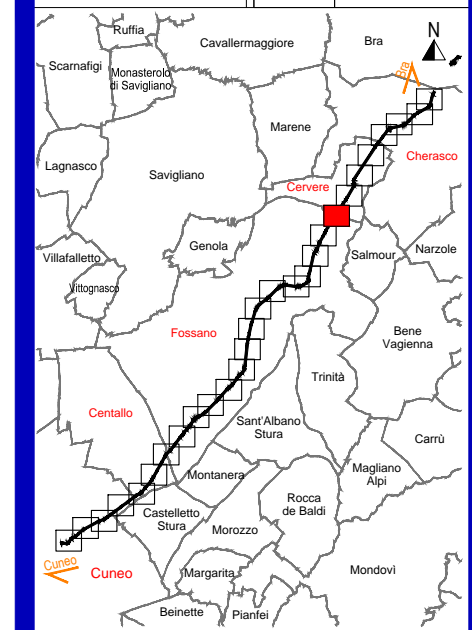 Ruffia
Cavallermaggiore
Bra
N
Scarnafigi
Monasterolo
di Savigliano
Bra
Marene
Cherasco
Lagnasco
Savigliano
Cervere
Genola
Salmour
Narzole
Villafalletto
Vittognasco
Fossano
Bene
Vagienna
Trinità
Centallo
Sant'Albano
Stura
Carrù
Magliano
Alpi
Montanera
Rocca
de Baldi
Castelletto
Stura
Morozzo
Cuneo
Cuneo
Margarita
Mondovì
Beinette
Pianfei